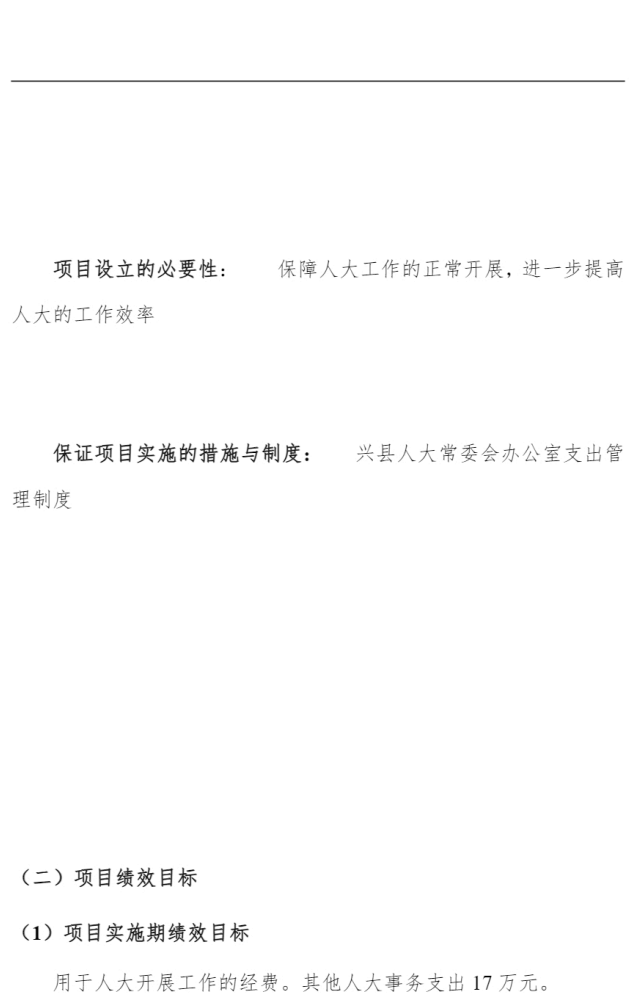 项目设立的必要性： 保障人大工作的正常开展，进一步提高
人大的工作效率
保证项目实施的措施与制度： 兴县人大常委会办公室支出管
理制度
（二）项目绩效目标
（1）项目实施期绩效目标
用于人大开展工作的经费。其他人大事务支出 17 万元。